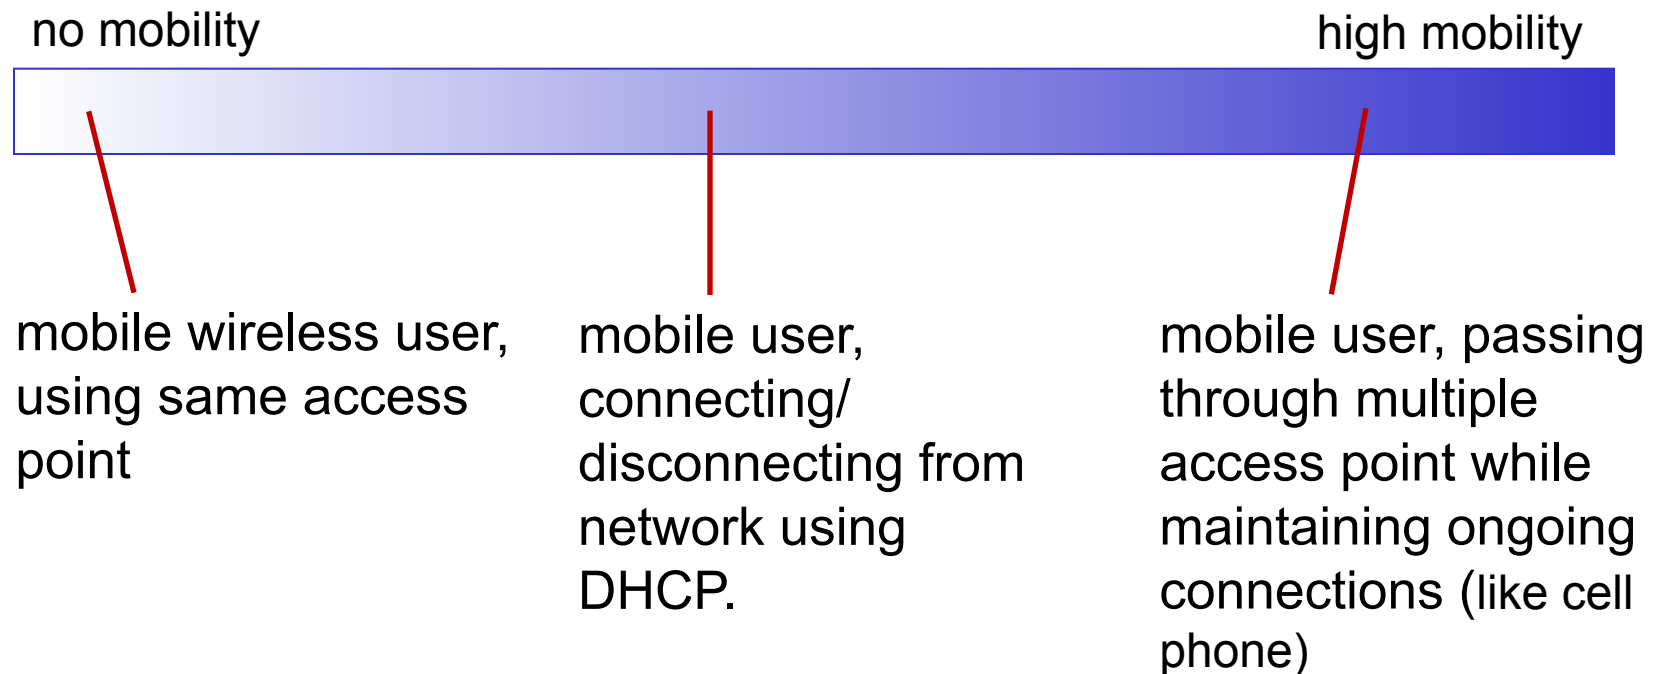 no mobility
high mobility
mobile wireless user,
using same access
point
mobile user,
connecting/
disconnecting from
network using
DHCP.
mobile user, passing
through multiple
access point while
maintaining ongoing
connections (like cell
phone)